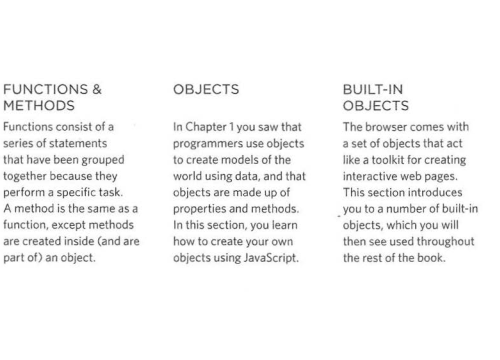 FUNCTIONS &
METHODS
Functions consist of a
series of statements
that have been grouped
together because they
perform a specific task.
A method is the same as a
function, except methods
are created inside (and are
part of) an object.
OBJECTS
In Chapter 1 you saw that
programmers use objects
to create models of the
world using data, and that
objects are made up of
properties and methods.
In this section, you learn
how to create your own
objects using JavaScript.
BUILT-IN
OBJECTS
The browser comes with
a set of objects that act
like a toolkit for creating
interactive web pages.
This section introduces
you to a number of built-in
objects, which you will
then see used throughout
the rest of the book.